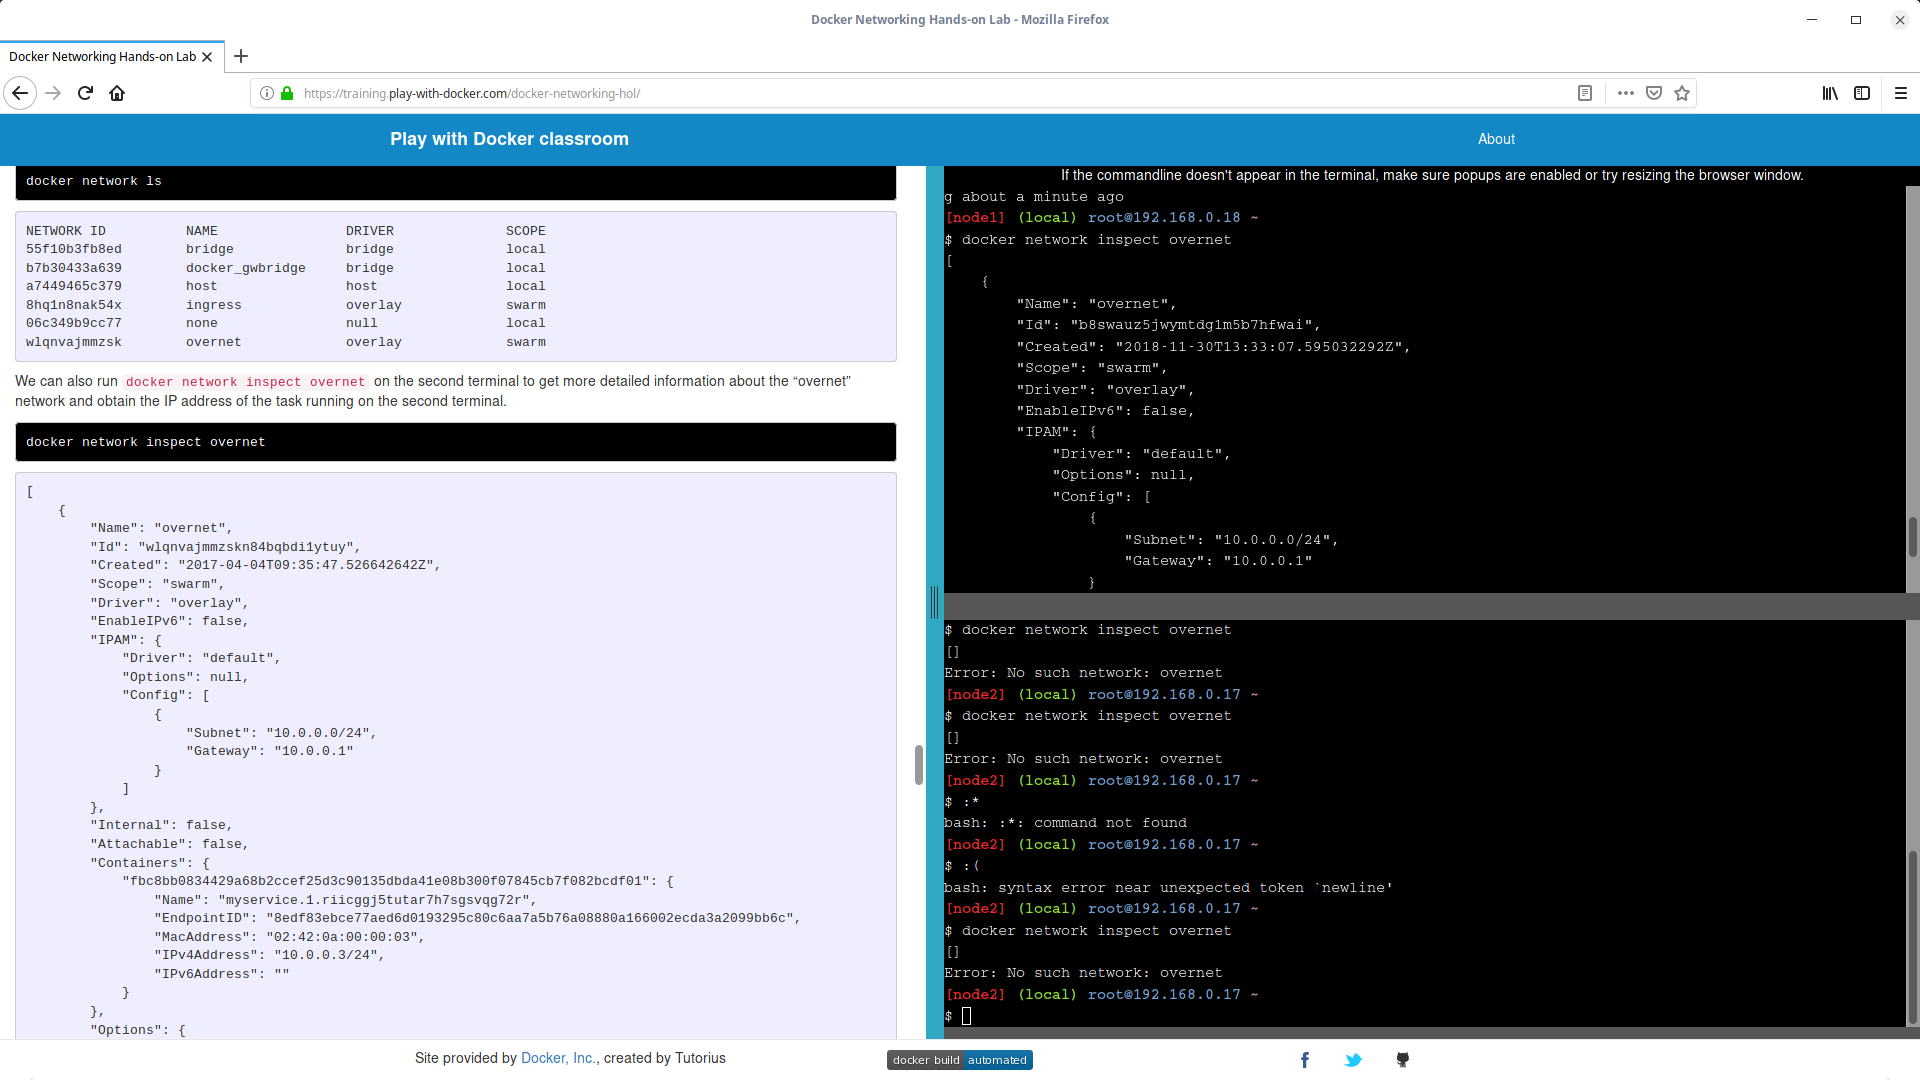 Docker Networking Hands-on Lab - Mozilla Firefox
Docker Networking Hands-on Lab
https://training.play-with-docker.com/docker-networking-hol/
Play with Docker classroom
About
docker network ls
NETWORK ID NAME DRIVER SCOPE
55f10b3fb8ed bridge bridge local
b7b30433a639 docker_gwbridge bridge local
a7449465c379 host host local
8hq1n8nak54x ingress overlay swarm
06c349b9cc77 none null local
wlqnvajmmzsk overnet overlay swarm
We can also run docker network inspect overnet on the second terminal to get more detailed information about the “overnet”
network and obtain the IP address of the task running on the second terminal.
docker network inspect overnet
[
{
"Name": "overnet",
"Id": "wlqnvajmmzskn84bqbdi1ytuy",
"Created": "2017-04-04T09:35:47.526642642Z",
"Scope": "swarm",
"Driver": "overlay",
"EnableIPv6": false,
"IPAM": {
"Driver": "default",
"Options": null,
"Config": [
{
"Subnet": "10.0.0.0/24",
"Gateway": "10.0.0.1"
}
]
},
"Internal": false,
"Attachable": false,
"Containers": {
"fbc8bb0834429a68b2ccef25d3c90135dbda41e08b300f07845cb7f082bcdf01": {
"Name": "myservice.1.riicggj5tutar7h7sgsvqg72r",
"EndpointID": "8edf83ebce77aed6d0193295c80c6aa7a5b76a08880a166002ecda3a2099bb6c",
"MacAddress": "02:42:0a:00:00:03",
"IPv4Address": "10.0.0.3/24",
"IPv6Address": ""
}
},
"Options": {
If the commandline doesn't appear in the terminal, make sure popups are enabled or try resizing the browser window.
g about a minute ago
[node1] (local) root@192.168.0.18 ~
$ docker network inspect overnet
[
{
"Name": "overnet",
"Id": "b8swauz5jwymtdg1m5b7hfwai",
"Created": "2018-11-30T13:33:07.595032292Z",
"Scope": "swarm",
"Driver": "overlay",
"EnableIPv6": false,
"IPAM": {
"Driver": "default",
"Options": null,
"Config": [
{
"Subnet": "10.0.0.0/24",
"Gateway": "10.0.0.1"
}
$ docker network inspect overnet
[]
Error: No such network: overnet
[node2] (local) root@192.168.0.17 ~
$ docker network inspect overnet
[]
Error: No such network: overnet
[node2] (local) root@192.168.0.17 ~
$ :*
bash: :*: command not found
[node2] (local) root@192.168.0.17 ~
$ :(
bash: syntax error near unexpected token `newline'
[node2] (local) root@192.168.0.17 ~
$ docker network inspect overnet
[]
Error: No such network: overnet
[node2] (local) root@192.168.0.17 ~
$
Site provided by Docker, Inc., created by Tutorius
docker build automated